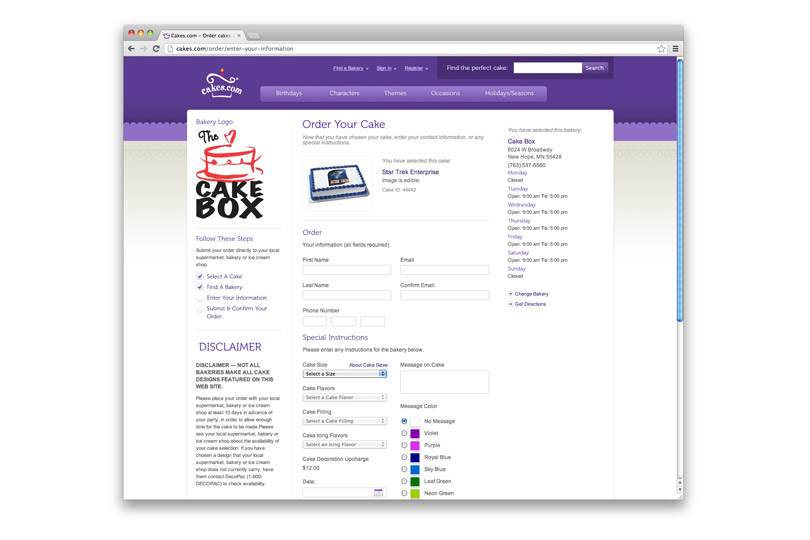 Cakes.com – Order cakes
cakes.com/order/enter-your-information
Find a Bakery
Sign in
Register
Find the perfect cake:
Search
cakes.com
Birthdays
Characters
Themes
Occasions
Holidays/Seasons
Bakery Logo
The
CAKE
BOX
Follow These Steps
Submit your order directly to your local
supermarket, bakery or ice cream
shop.
Select A Cake
Find A Bakery
Enter Your Information
Submit & Confirm Your
Order
DISCLAIMER
DISCLAIMER — NOT ALL
BAKERIES MAKE ALL CAKE
DESIGNS FEATURED ON THIS
WEB SITE.
Please place your order with your local
supermarket, bakery or ice cream
shop at least 10 days in advance of
your party, in order to allow enough
time for the cake to be made.Please
ask your local supermarket, bakery or
ice cream shop about the availability of
your cake selection. If you have
chosen a design that your local
supermarket, bakery or ice cream
shop does not currently carry, have
them contact DecoPac (1-800-
DECOPAC) to check availability.
Order Your Cake
Now that you have chosen your cake, enter your contact information, or any
special instructions.
You have selected this cake:
Star Trek Enterprise
Image is edible.
Cake ID: 44442
Order
Your information (all fields required)
First Name
Email
Last Name
Confirm Email
Phone Number
Special Instructions
Please enter any instructions for the bakery below.
Cake Size
About Cake Sizes
Select a Size
Cake Flavors
Select a Cake Flavor
Cake Filling
Select a Cake Filling
Cake Icing Flavors
Select an Icing Flavor
Cake Decoration Upcharge
$12.00
Date:
Message on Cake
Message Color
No Message
Violet
Purple
Royal Blue
Sky Blue
Leaf Green
Neon Green
You have selected this bakery:
Cake Box
6024 W Broadway
New Hope, MN 55428
(763) 537-6560
Monday
Closed
Tuesday
Open: 9:00 am To: 5:00 pm
Wednesday
Open: 9:00 am To: 5:00 pm
Thursday
Open: 9:00 am To: 5:00 pm
Friday
Open: 9:00 am To: 5:00 pm
Saturday
Open: 9:00 am To: 5:00 pm
Sunday
Closed
Change Bakery
Get Directions